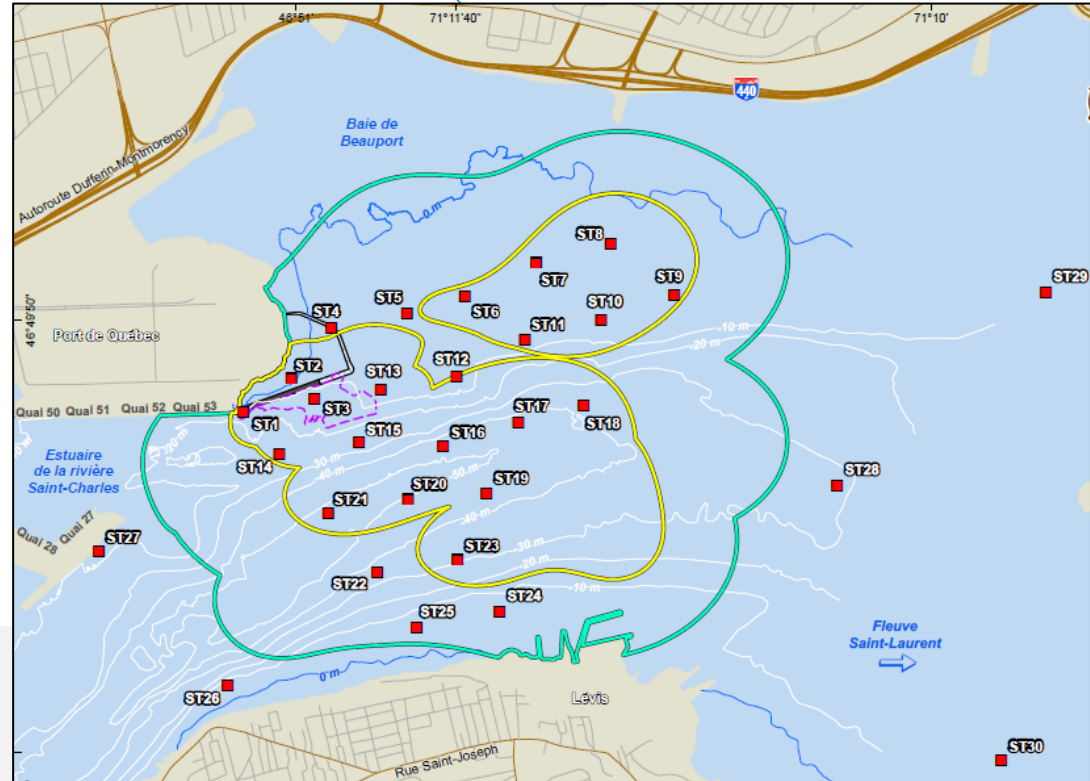 46°51'
71°11'40"
71°10'
440
Baie de
Beauport
Autoroute Dufferin-Montmorency
0 m
ST8
ST7
ST29
ST9
ST6
ST10
46°49'50"
ST5
ST4
Port de Québec
ST11
-10 m
-20 m
ST12
ST2
ST13
ST3
ST17
ST18
Quai 50 Quai 51 Quai 52 Quai 53
ST1
-20 m
ST15
ST16
ST14
-30 m
-40 m
-50 m
Estuaire
de la rivière
Saint-Charles
ST28
ST20
ST19
ST21
-40 m
Quai 28 Quai 27
ST27
-30 m
ST23
-20 m
ST22
-10 m
ST24
ST25
Fleuve
Saint-Laurent
0 m
ST26
Lévis
Rue Saint-Joseph
ST30